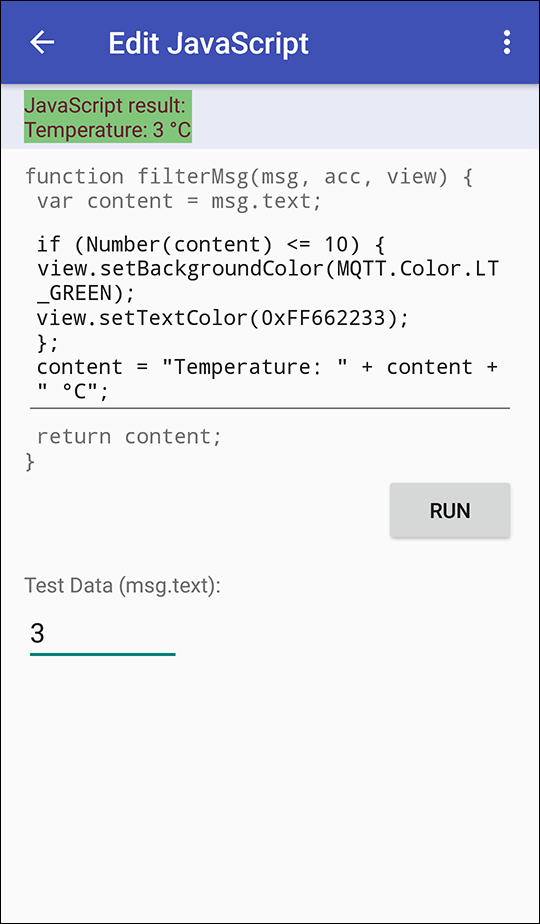 Edit JavaScript
JavaScript result:
Temperature: 3 °C
function filterMsg(msg, acc, view) {
var content = msg.text;
if (Number(content) <= 10) {
view.setBackgroundColor(MQTT.Color.LT
_GREEN);
view.setTextColor(0xFF662233);
};
content = "Temperature: " + content +
" °C";
return content;
}
RUN
Test Data (msg.text):
3